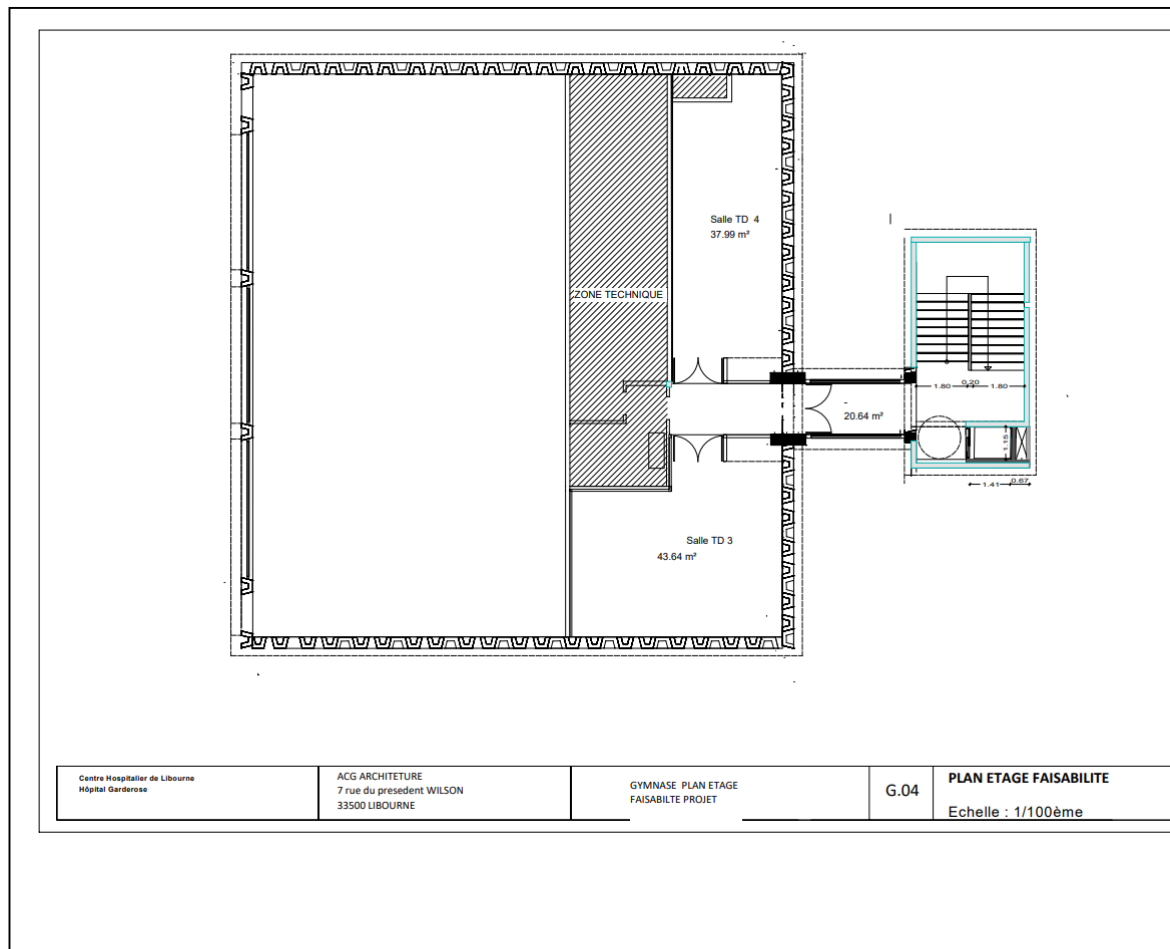 Salle TD 4
37.99 m²
ZONE TECHNIQUE
1.80 0.20 1.80
20.64 m²
1.15
1.41 0.67
Salle TD 3
43.64 m²
Centre Hospitalier de Libourne
Hôpital Garderose
ACG ARCHITETURE
7 rue du presedent WILSON
33500 LIBOURNE
GYMNASE PLAN ETAGE
FAISABILTE PROJET
G.04
PLAN ETAGE FAISABILITE
Echelle : 1/100ème